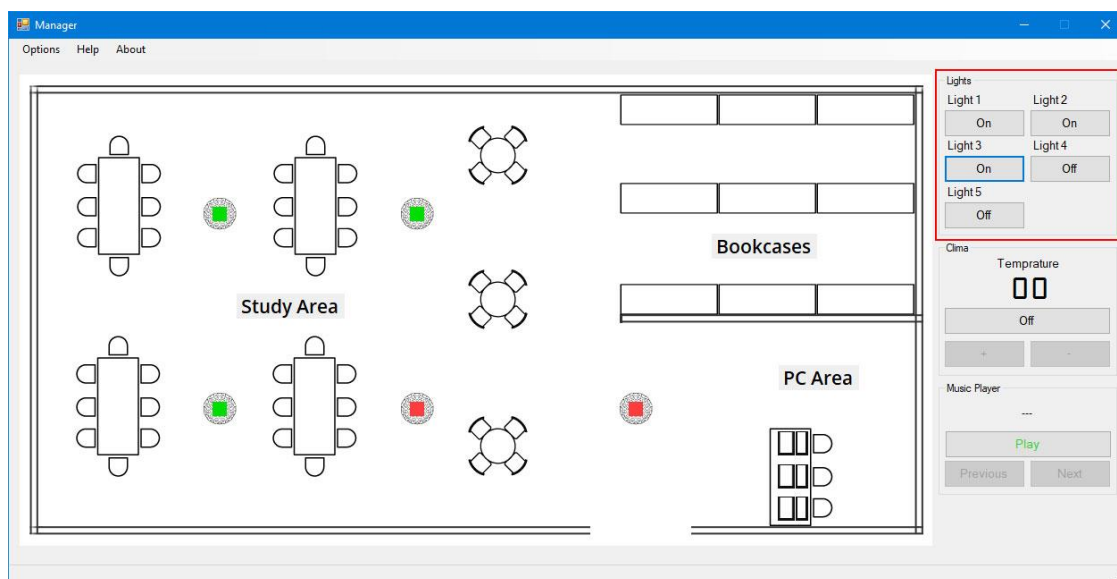 Manager
Options Help About
Lights
Light 1 Light 2
On On
Light 3 Light 4
On Off
Light 5
Off
Bookcases
Clima
Temprature
00
Study Area
Off
+ -
PC Area
Music Player
---
Play
Previous Next